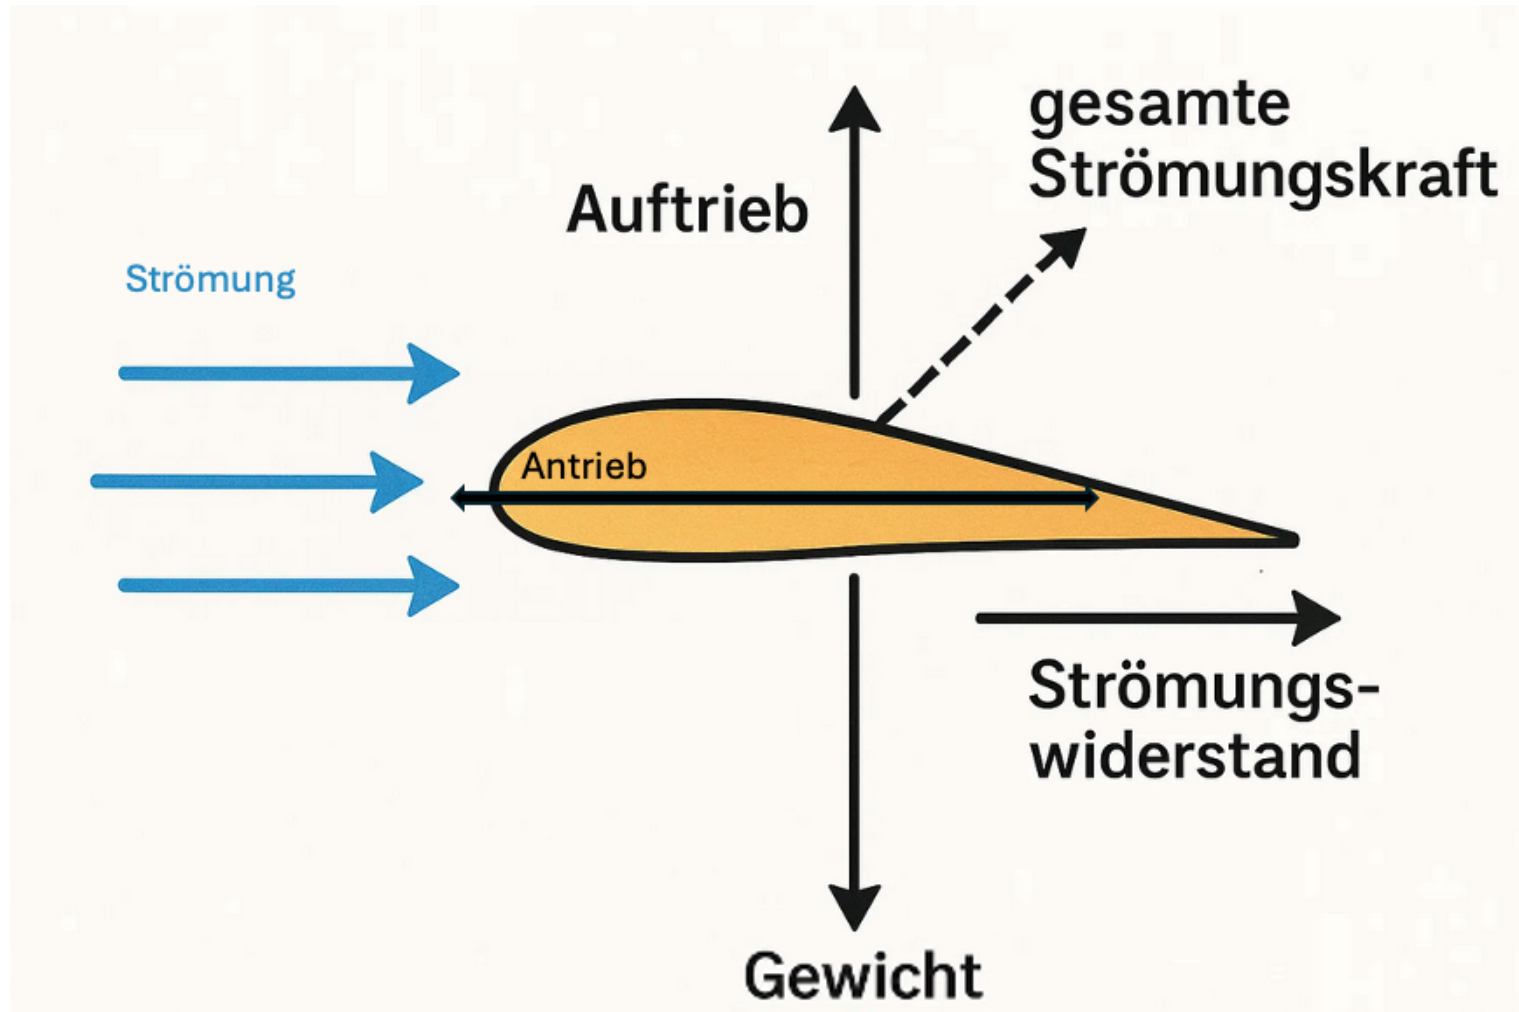 gesamte
Strömungskraft
Auftrieb
Strömung
Antrieb
Strömungs-
widerstand
Gewicht